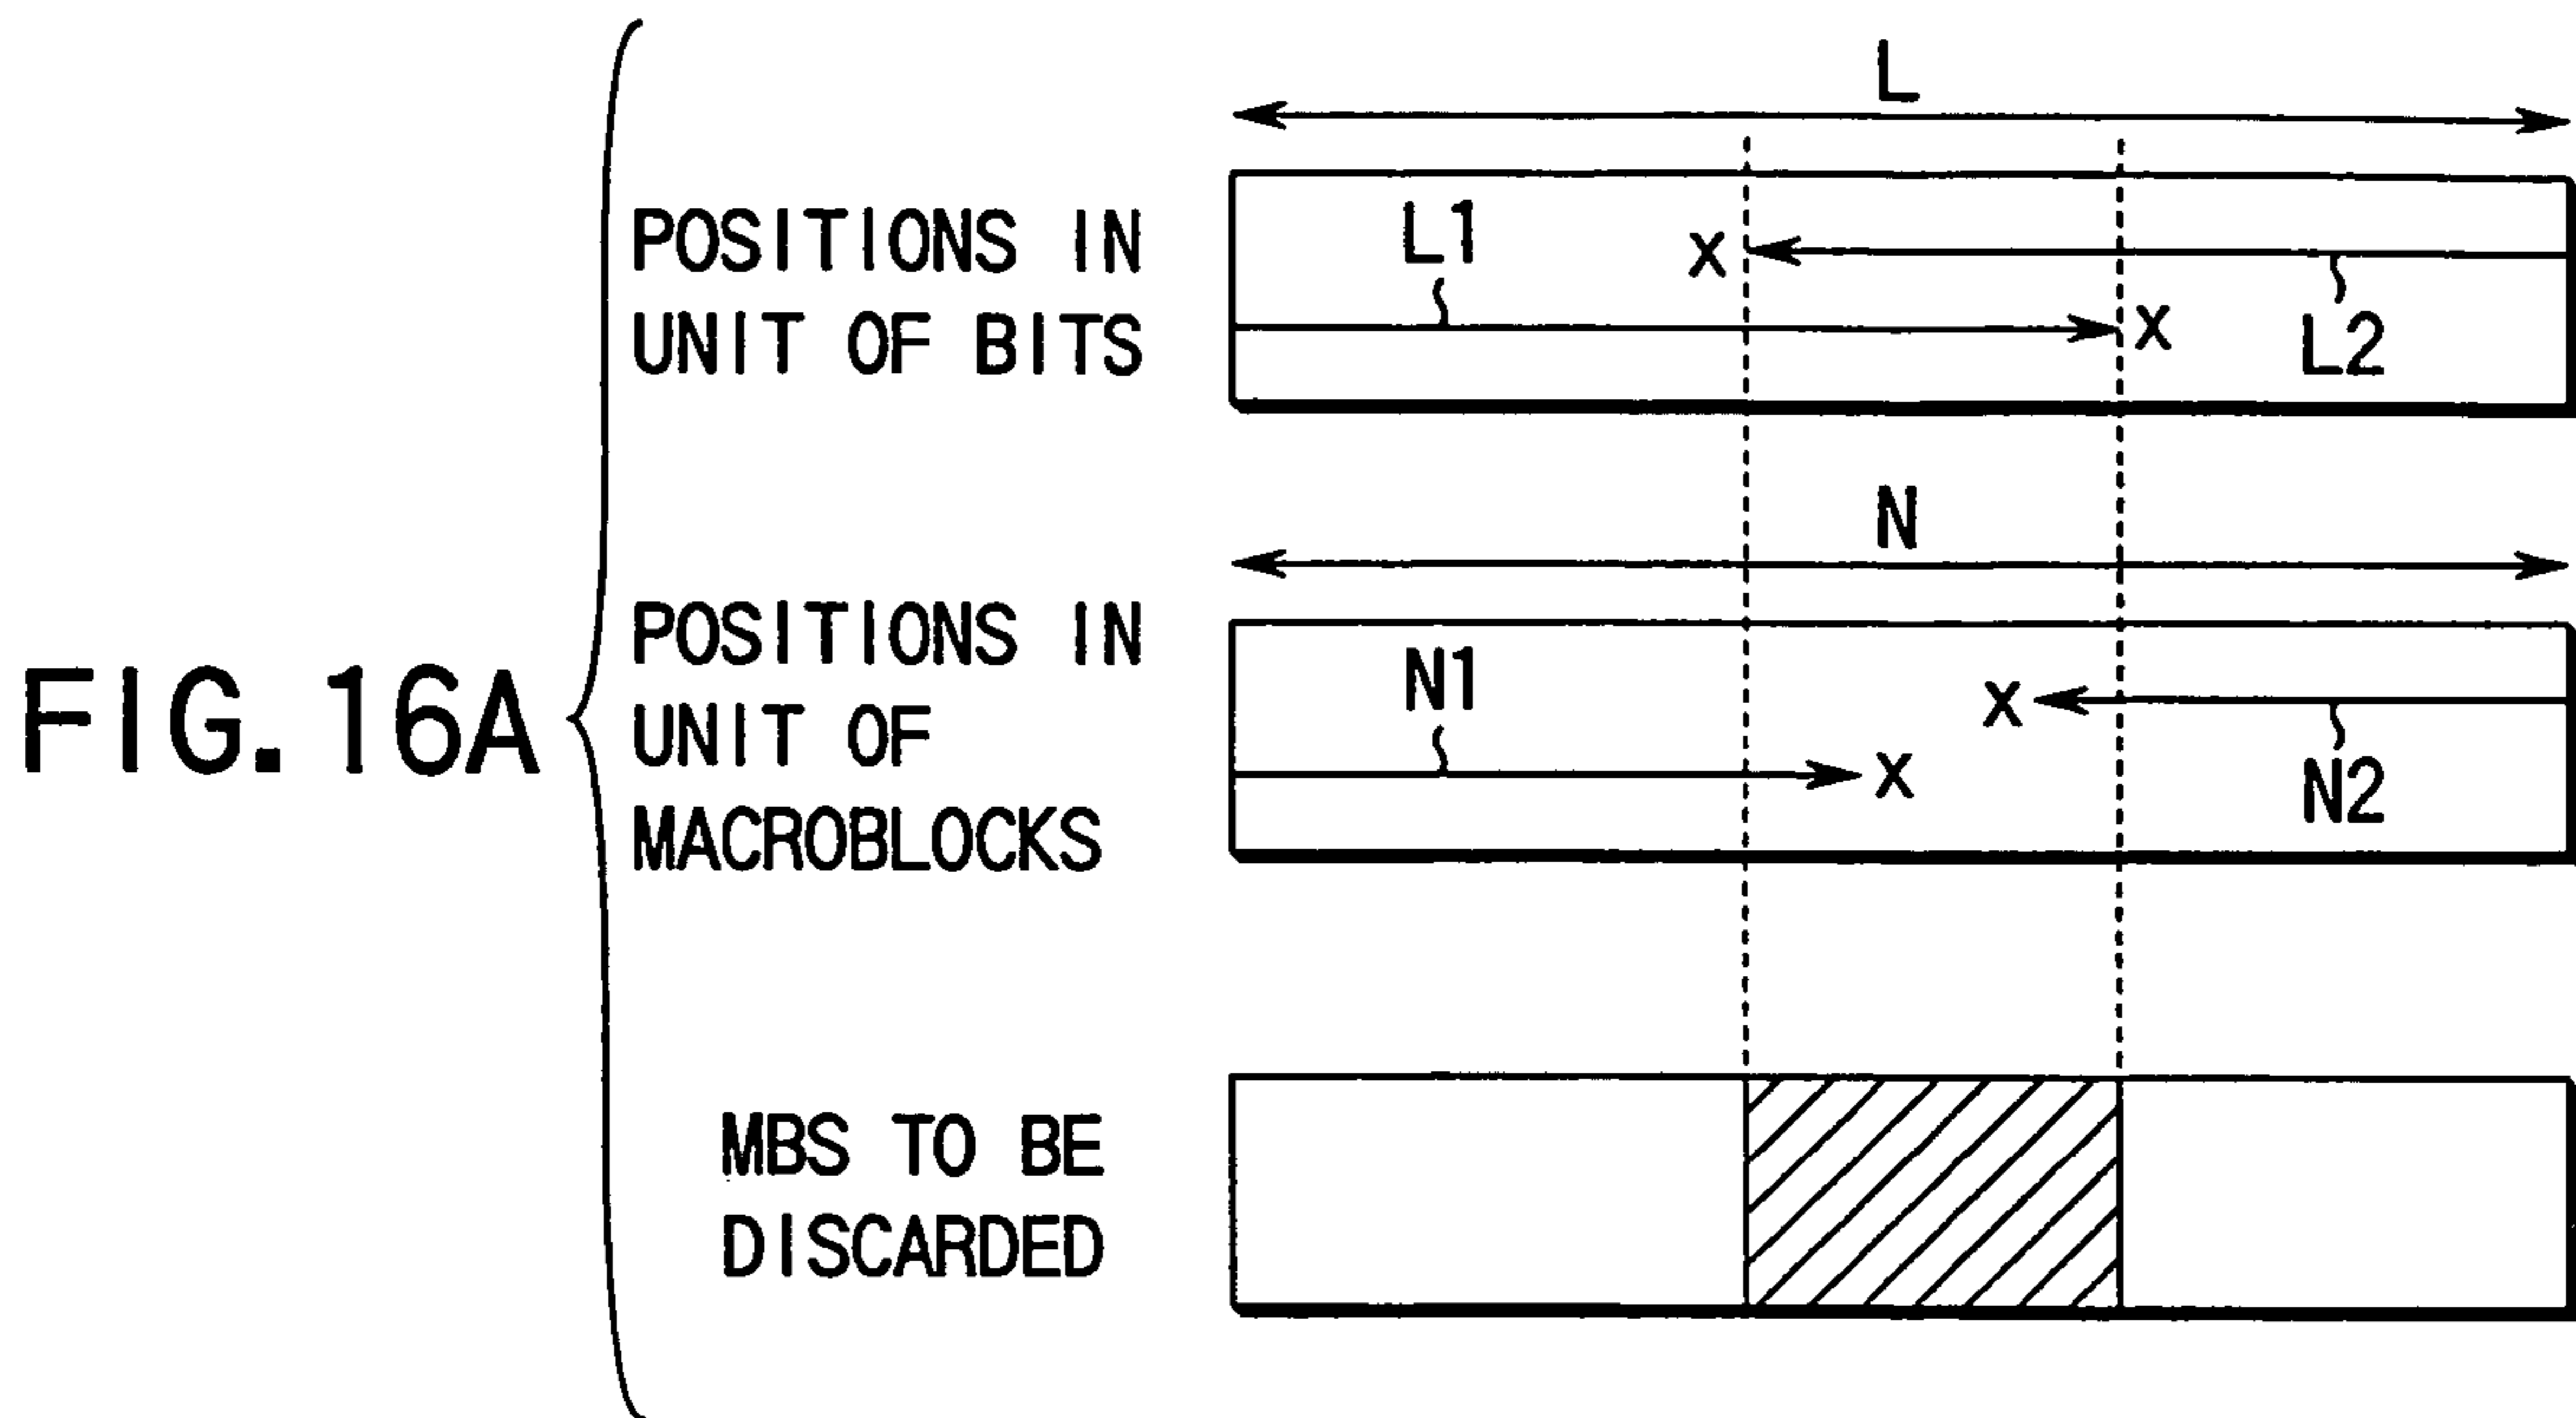 FIG. 16A
POSITIONS IN
UNIT OF BITS
L
L1
X
X
L2
POSITIONS IN
UNIT OF
MACROBLOCKS
N
N1
X
X
N2
MBS TO BE
DISCARDED